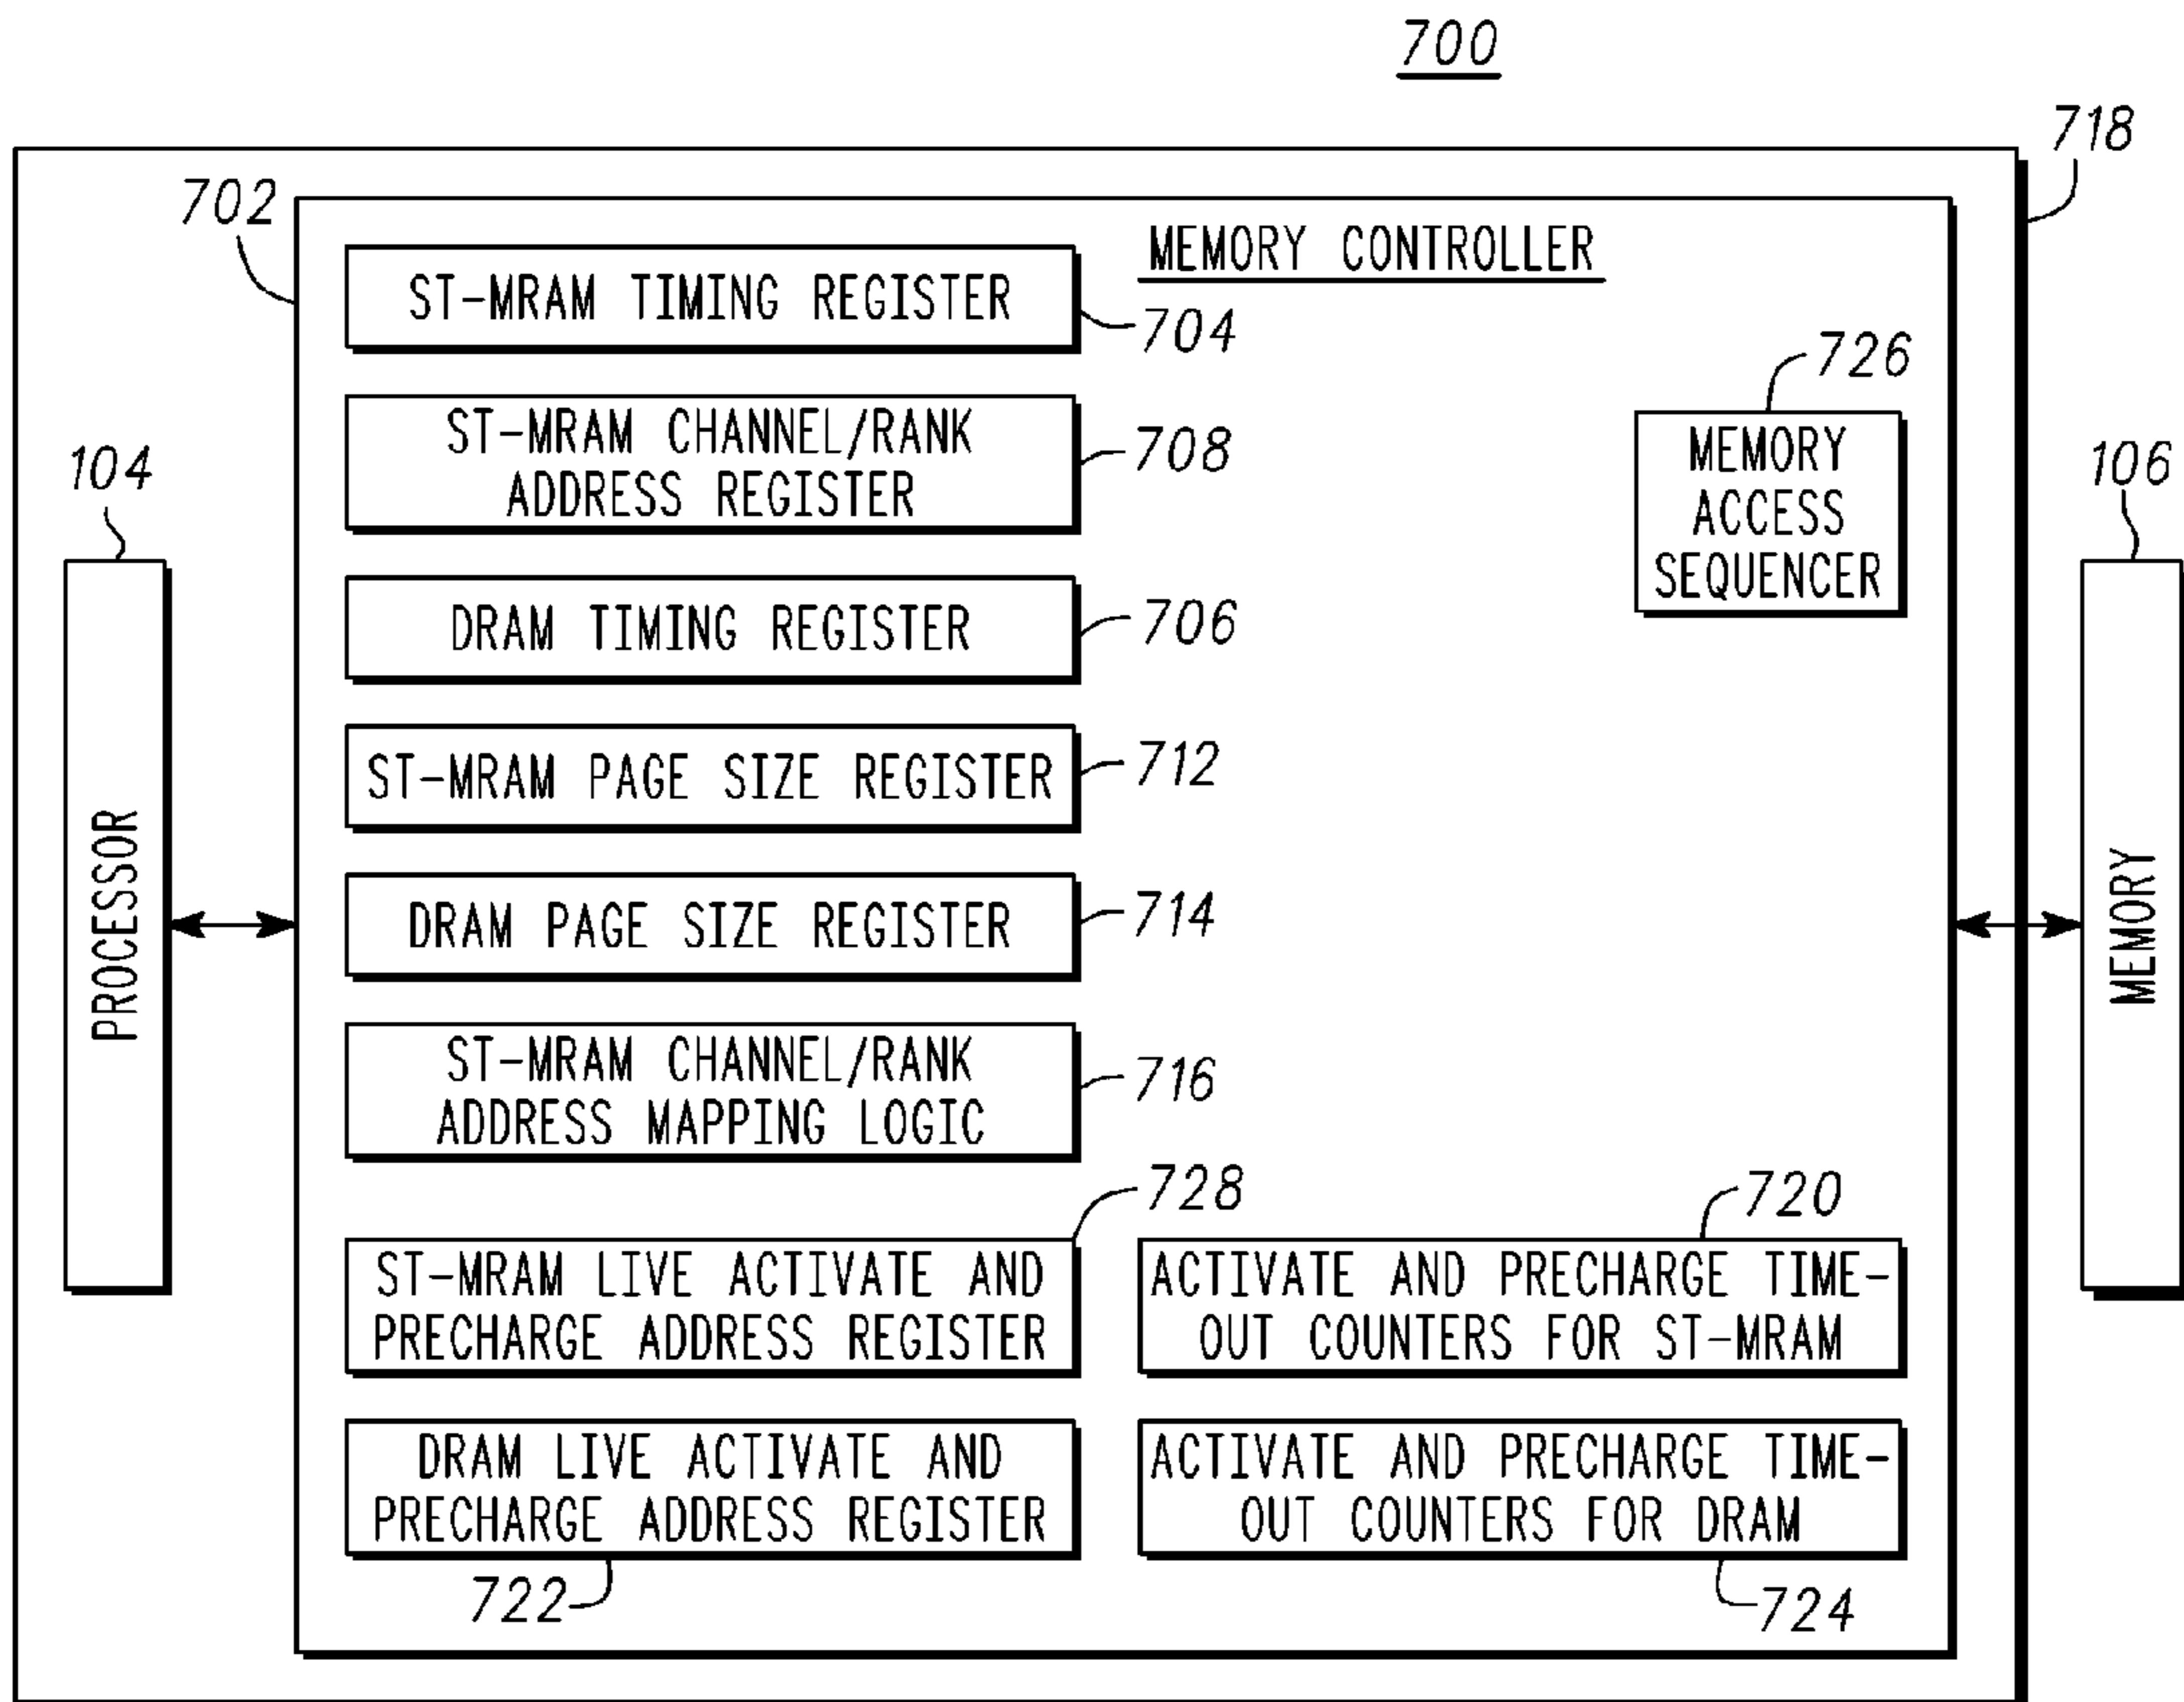 700
718
702
MEMORY CONTROLLER
ST-MRAM TIMING REGISTER
704
726
ST-MRAM CHANNEL/RANK
ADDRESS REGISTER
708
MEMORY
ACCESS
SEQUENCER
104
106
DRAM TIMING REGISTER
706
ST-MRAM PAGE SIZE REGISTER
712
PROCESSOR
MEMORY
DRAM PAGE SIZE REGISTER
714
ST-MRAM CHANNEL/RANK
ADDRESS MAPPING LOGIC
716
728
720
ST-MRAM LIVE ACTIVATE AND
PRECHARGE ADDRESS REGISTER
ACTIVATE AND PRECHARGE TIME-
OUT COUNTERS FOR ST-MRAM
DRAM LIVE ACTIVATE AND
PRECHARGE ADDRESS REGISTER
ACTIVATE AND PRECHARGE TIME-
OUT COUNTERS FOR DRAM
722
724